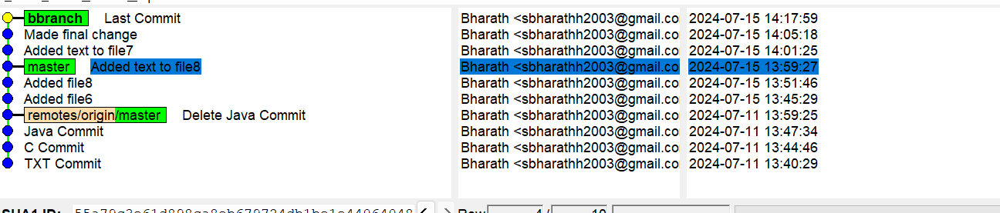 bbranch Last Commit Bharath <sbharathh2003@gmail.co 2024-07-15 14:17:59
Made final change Bharath <sbharathh2003@gmail.co 2024-07-15 14:05:18
Added text to file7 Bharath <sbharathh2003@gmail.co 2024-07-15 14:01:25
master Added text to file8 Bharath <sbharathh2003@gmail.co 2024-07-15 13:59:27
Added file8 Bharath <sbharathh2003@gmail.co 2024-07-15 13:51:46
Added file6 Bharath <sbharathh2003@gmail.co 2024-07-15 13:45:29
remotes/origin/master Delete Java Commit Bharath <sbharathh2003@gmail.co 2024-07-11 13:59:25
Java Commit Bharath <sbharathh2003@gmail.co 2024-07-11 13:47:34
C Commit Bharath <sbharathh2003@gmail.co 2024-07-11 13:44:46
TXT Commit Bharath <sbharathh2003@gmail.co 2024-07-11 13:40:29
SHA1 ID: Row 4 / 10